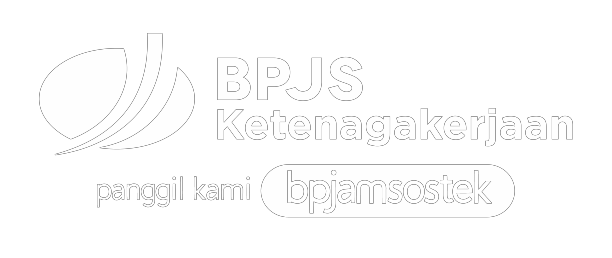 BPJS
Ketenagakerjaan
panggil kami bpjamsostek